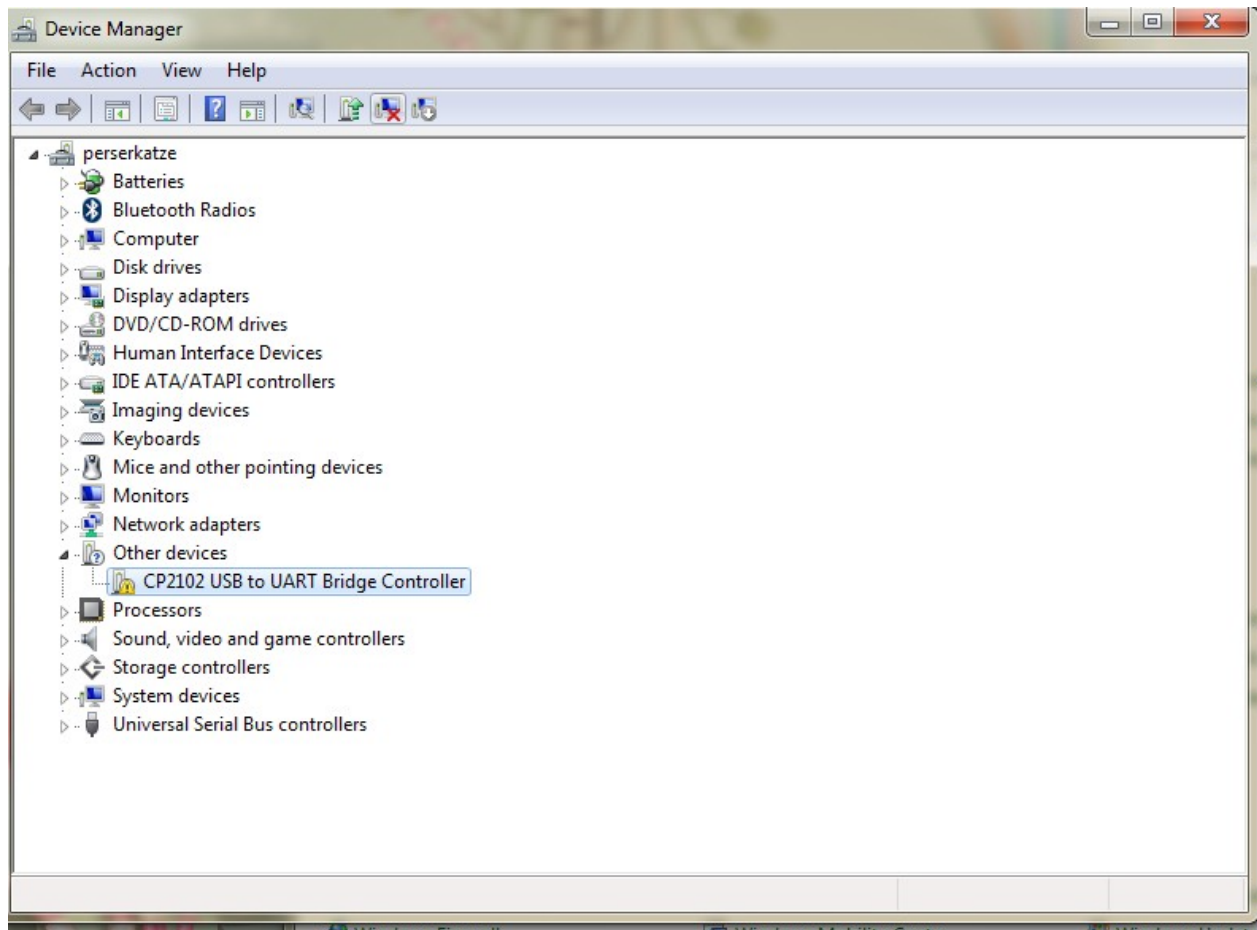 Device Manager
File Action View Help
perserkatze
Batteries
Bluetooth Radios
Computer
Disk drives
Display adapters
DVD/CD-ROM drives
Human Interface Devices
IDE ATA/ATAPI controllers
Imaging devices
Keyboards
Mice and other pointing devices
Monitors
Network adapters
Other devices
CP2102 USB to UART Bridge Controller
Processors
Sound, video and game controllers
Storage controllers
System devices
Universal Serial Bus controllers